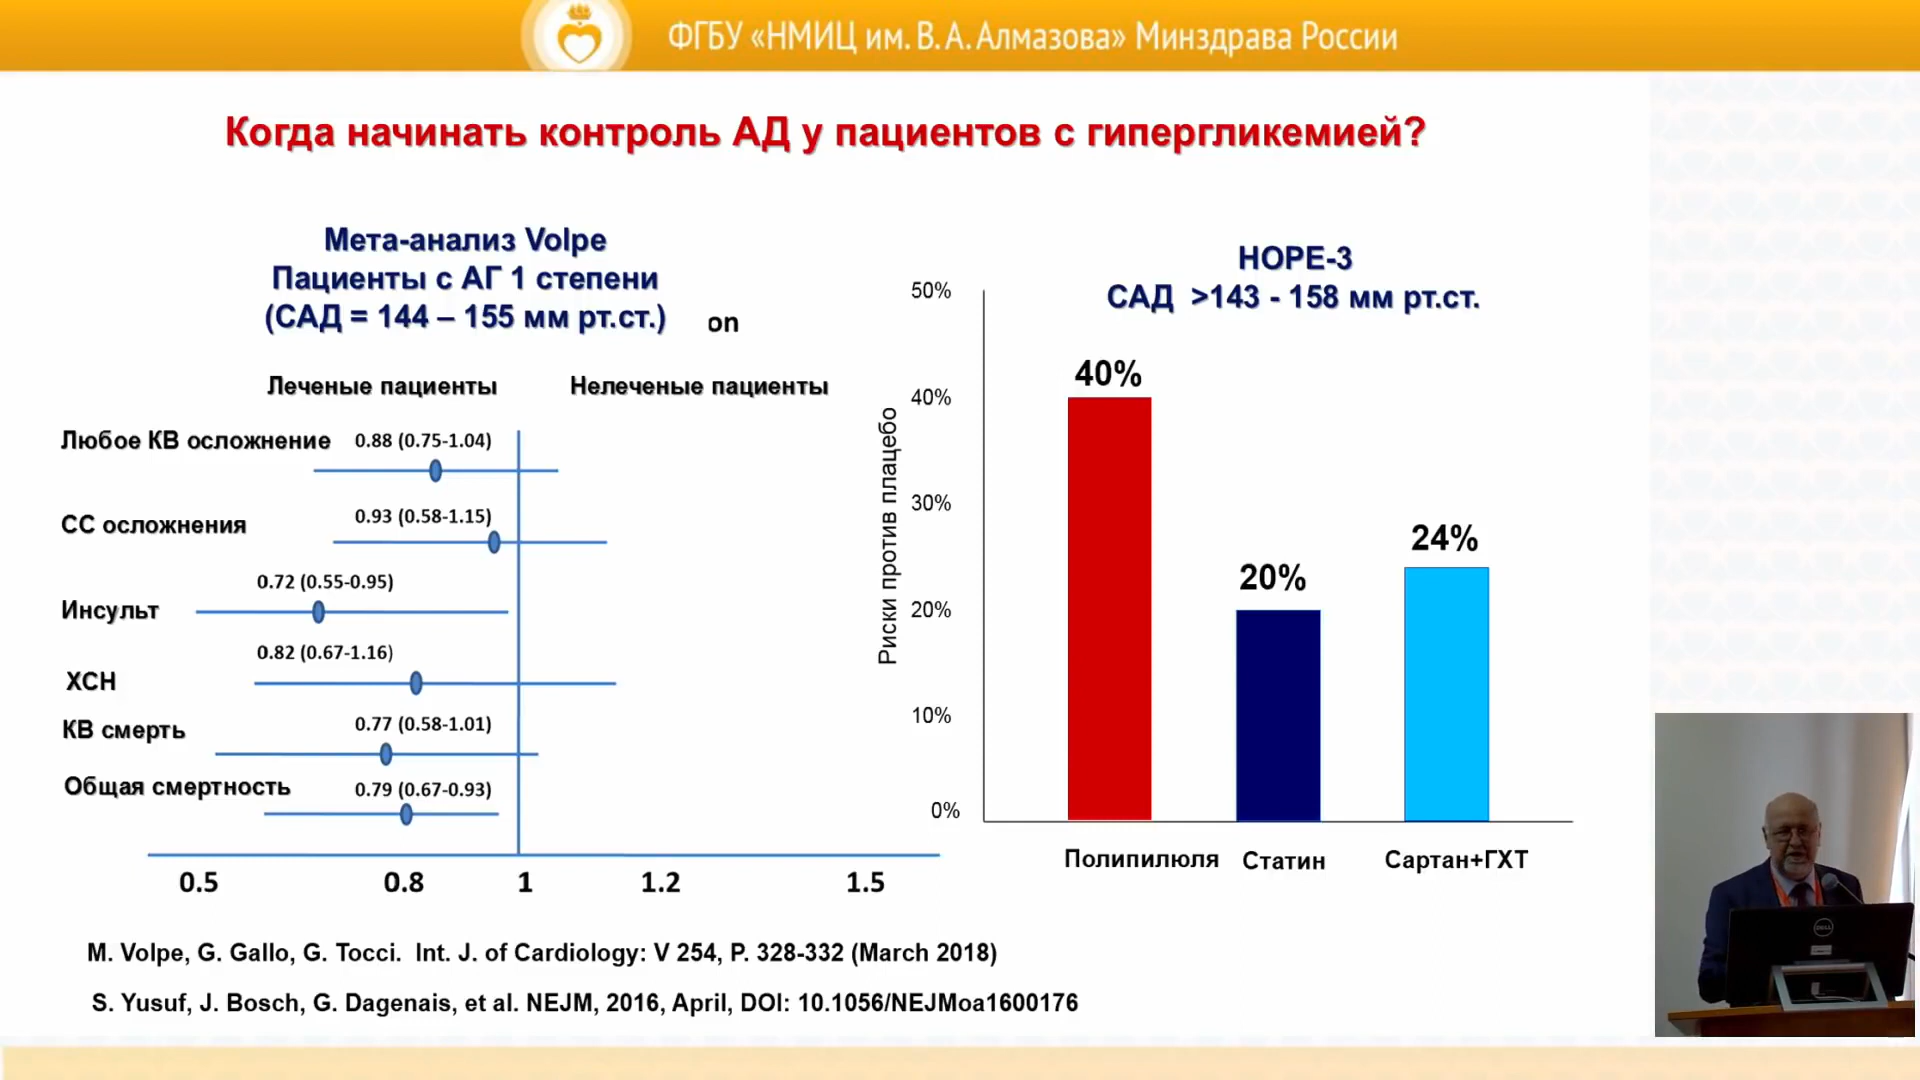 ФГБУ «НМИЦ им. В. А. Алмазова» Минздрава России
Когда начинать контроль АД у пациентов с гипергликемией?
Мета-анализ Volpe
Пациенты с АГ 1 степени
(САД = 144 – 155 мм рт.ст.)
on
Леченые пациенты
Нелеченые пациенты
Любое КВ осложнение 0.88 (0.75-1.04)
СС осложнения 0.93 (0.58-1.15)
Инсульт 0.72 (0.55-0.95)
ХСН 0.82 (0.67-1.16)
КВ смерть 0.77 (0.58-1.01)
Общая смертность 0.79 (0.67-0.93)
0.5 0.8 1 1.2 1.5
HOPE-3
САД >143 - 158 мм рт.ст.
Риски против плацебо
50%
40%
30%
20%
10%
0%
40%
20%
24%
Полипилюля Статин Сартан+ГХТ
M. Volpe, G. Gallo, G. Tocci. Int. J. of Cardiology: V 254, P. 328-332 (March 2018)
S. Yusuf, J. Bosch, G. Dagenais, et al. NEJM, 2016, April, DOI: 10.1056/NEJMoa1600176
DELL